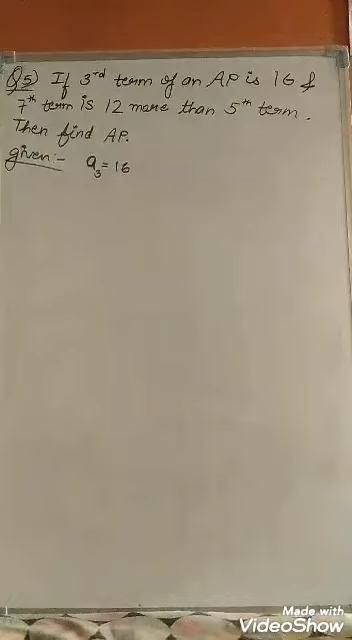 Q5) If 3rd term of an AP is 16 &
7th term is 12 more than 5th term.
Then find AP.
given:- a3 = 16
Made with
VideoShow